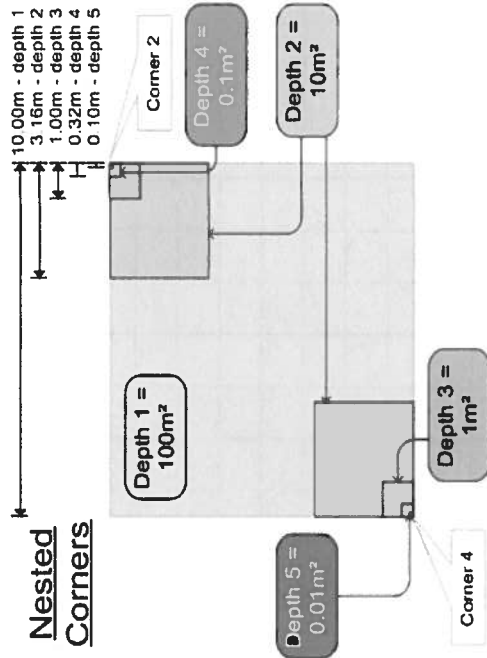 Nested
Corners
10.00m - depth 1
3.16m - depth 2
1.00m - depth 3
0.32m - depth 4
0.10m - depth 5
Corner 2
Depth 1 =
100m²
Depth 4 =
0.1m²
Depth 2 =
10m²
Depth 5 =
0.01m²
Depth 3 =
1m²
Corner 4